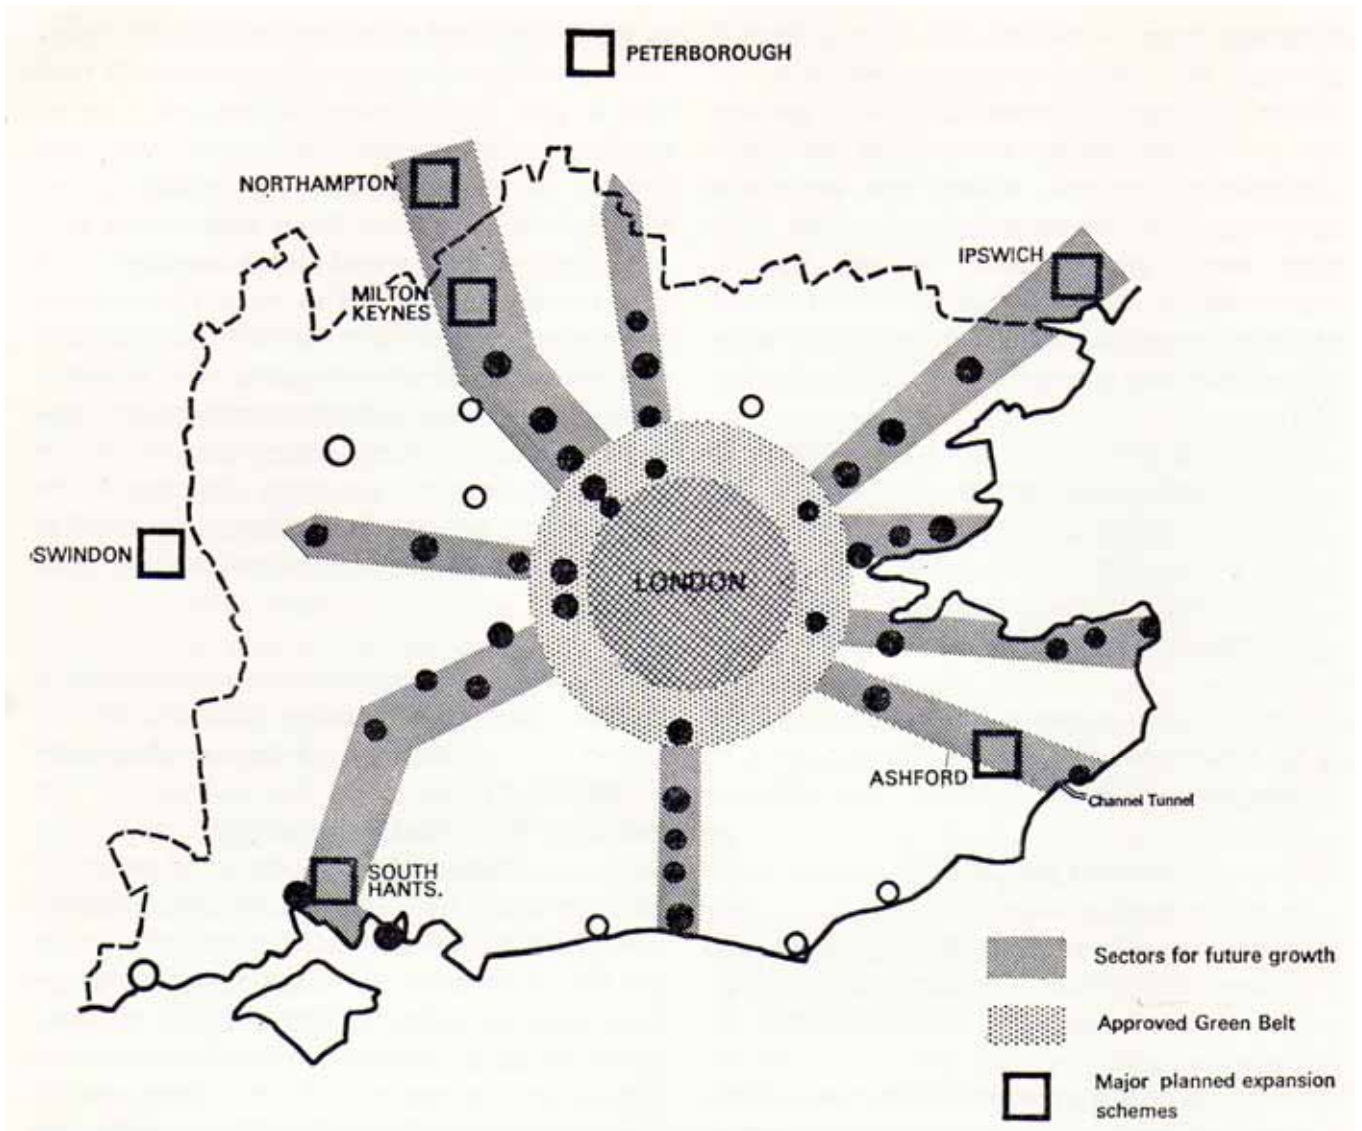 PETERBOROUGH
NORTHAMPTON
IPSWICH
MILTON
KEYNES
SWINDON
LONDON
ASHFORD
Channel Tunnel
SOUTH
HANTS.
Sectors for future growth
Approved Green Belt
Major planned expansion
schemes